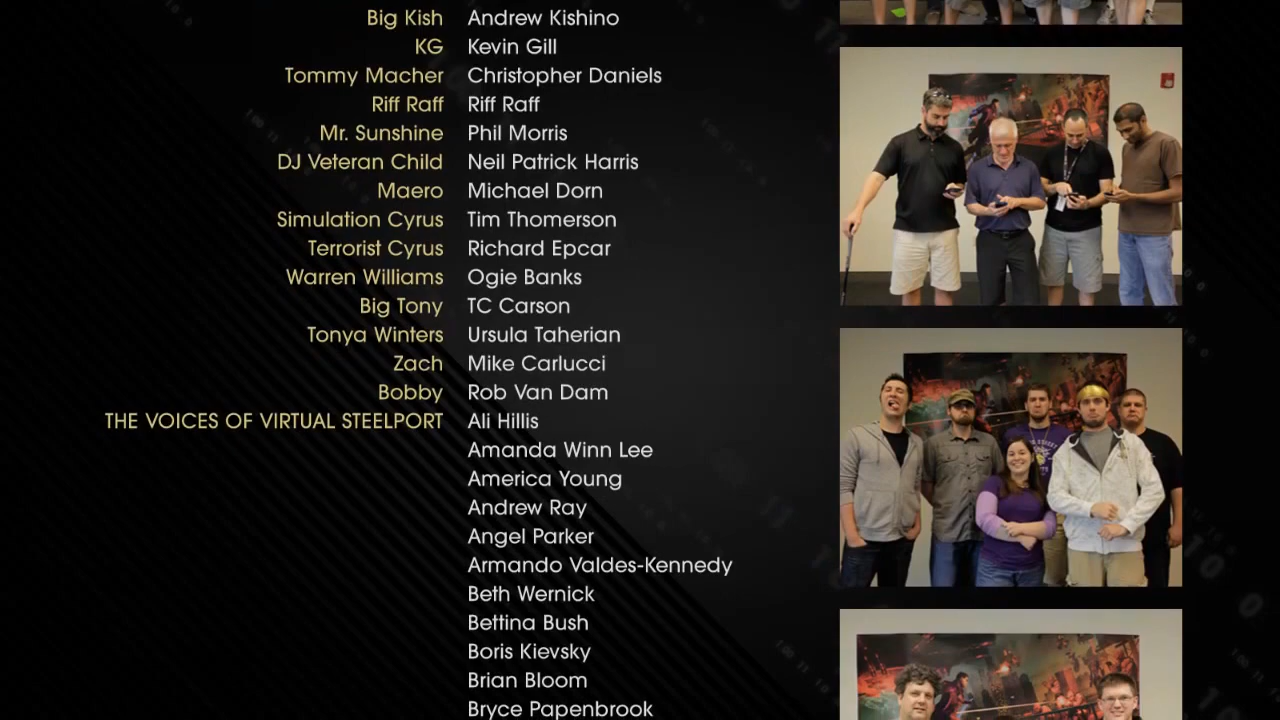 Big Kish Andrew Kishino
KG Kevin Gill
Tommy Macher Christopher Daniels
Riff Raff Riff Raff
Mr. Sunshine Phil Morris
DJ Veteran Child Neil Patrick Harris
Maero Michael Dorn
Simulation Cyrus Tim Thomerson
Terrorist Cyrus Richard Epcar
Warren Williams Ogie Banks
Big Tony TC Carson
Tonya Winters Ursula Taherian
Zach Mike Carlucci
Bobby Rob Van Dam
THE VOICES OF VIRTUAL STEELPORT Ali Hillis
Amanda Winn Lee
America Young
Andrew Ray
Angel Parker
Armando Valdes-Kennedy
Beth Wernick
Bettina Bush
Boris Kievsky
Brian Bloom
Bryce Papenbrook